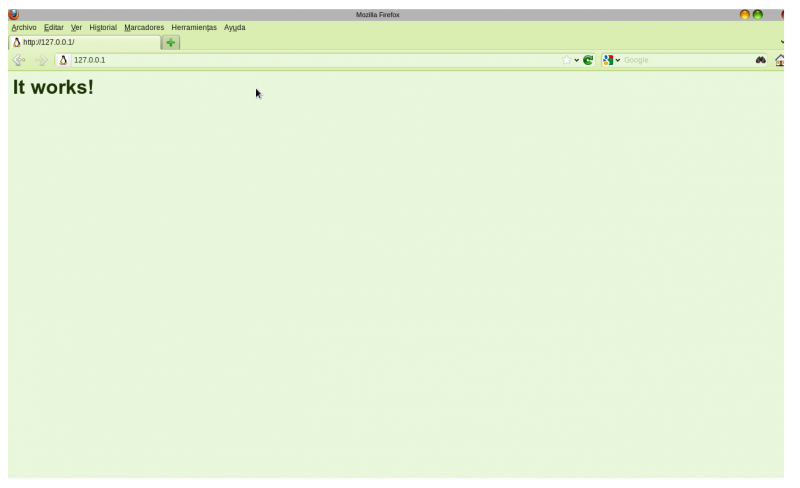 Mozilla Firefox
Archivo Editar Ver Historial Marcadores Herramientas Ayuda
http://127.0.0.1/
127.0.0.1 Google
It works!